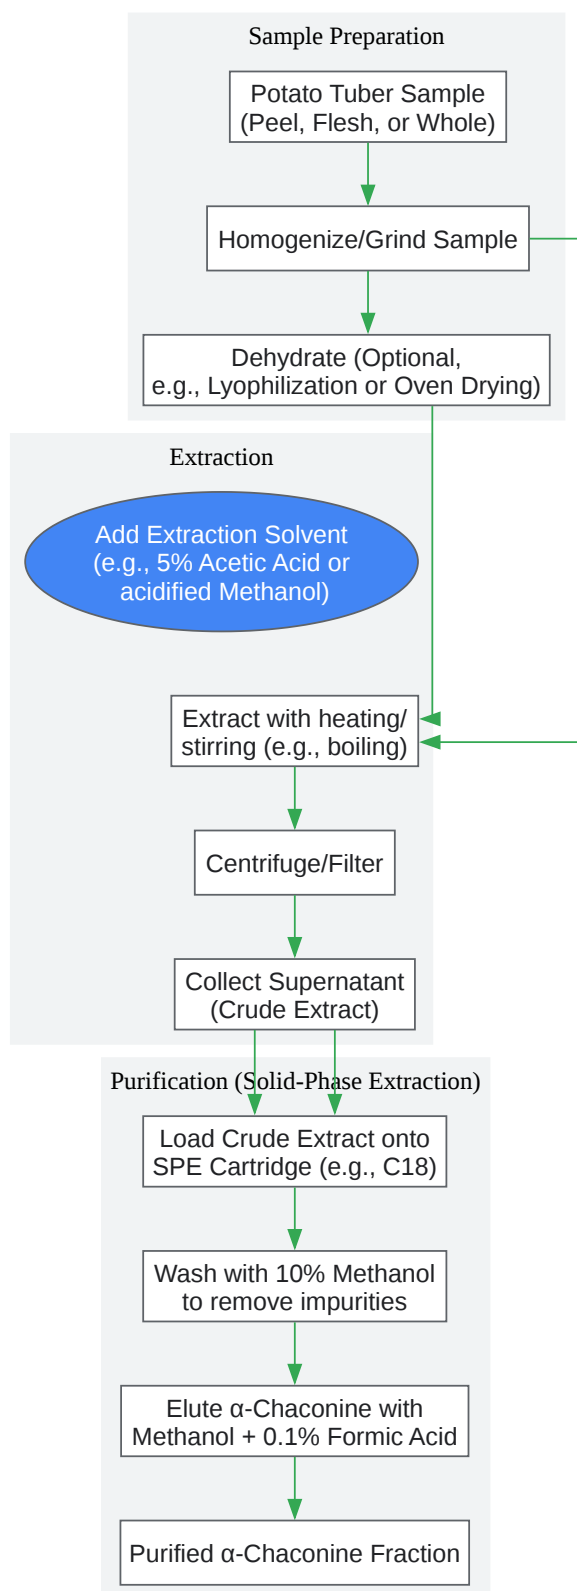 Sample Preparation
Potato Tuber Sample
(Peel, Flesh, or Whole)
Homogenize/Grind Sample
Dehydrate (Optional,
e.g., Lyophilization or Oven Drying)
Extraction
Add Extraction Solvent
(e.g., 5% Acetic Acid or
acidified Methanol)
Extract with heating/
stirring (e.g., boiling)
Centrifuge/Filter
Collect Supernatant
(Crude Extract)
Purification (Solid-Phase Extraction)
Load Crude Extract onto
SPE Cartridge (e.g., C18)
Wash with 10% Methanol
to remove impurities
Elute α-Chaconine with
Methanol + 0.1% Formic Acid
Purified α-Chaconine Fraction